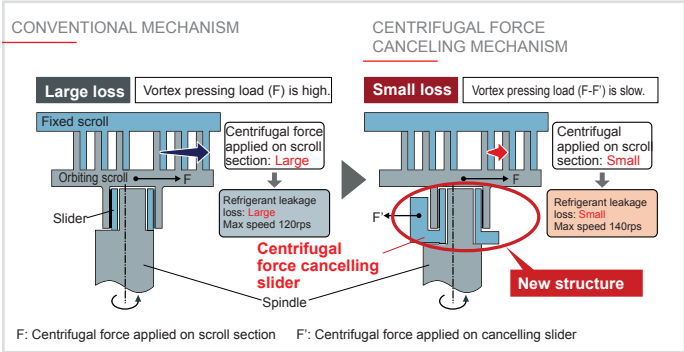 CONVENTIONAL MECHANISM
Large loss
Vortex pressing load (F) is high.
Fixed scroll
Centrifugal force
applied on scroll
section: Large
Orbiting scroll
F
Slider
Refrigerant leakage
loss: Large
Max speed 120rps
CENTRIFUGAL FORCE
CANCELING MECHANISM
Small loss
Vortex pressing load (F-F') is slow.
Centrifugal
applied on scroll
section: Small
F
F'
Refrigerant leakage
loss: Small
Max speed 140rps
Centrifugal
force cancelling
slider
New structure
Spindle
F: Centrifugal force applied on scroll section
F': Centrifugal force applied on cancelling slider